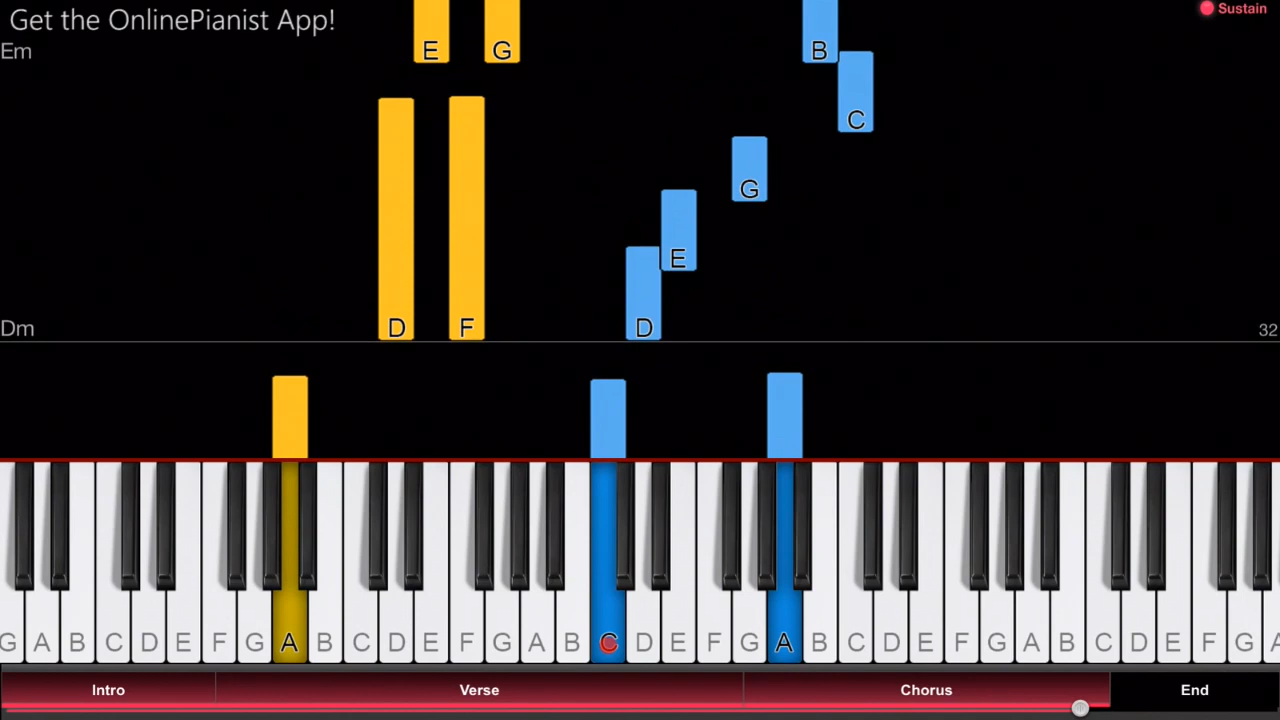 Get the OnlinePianist App!
Sustain
Em
E G B
C
G
E
Dm D F D 32
G A B C D E F G A B C D E F G A B C D E F G A B C D E F G A B C D E F G A
Intro Verse Chorus End